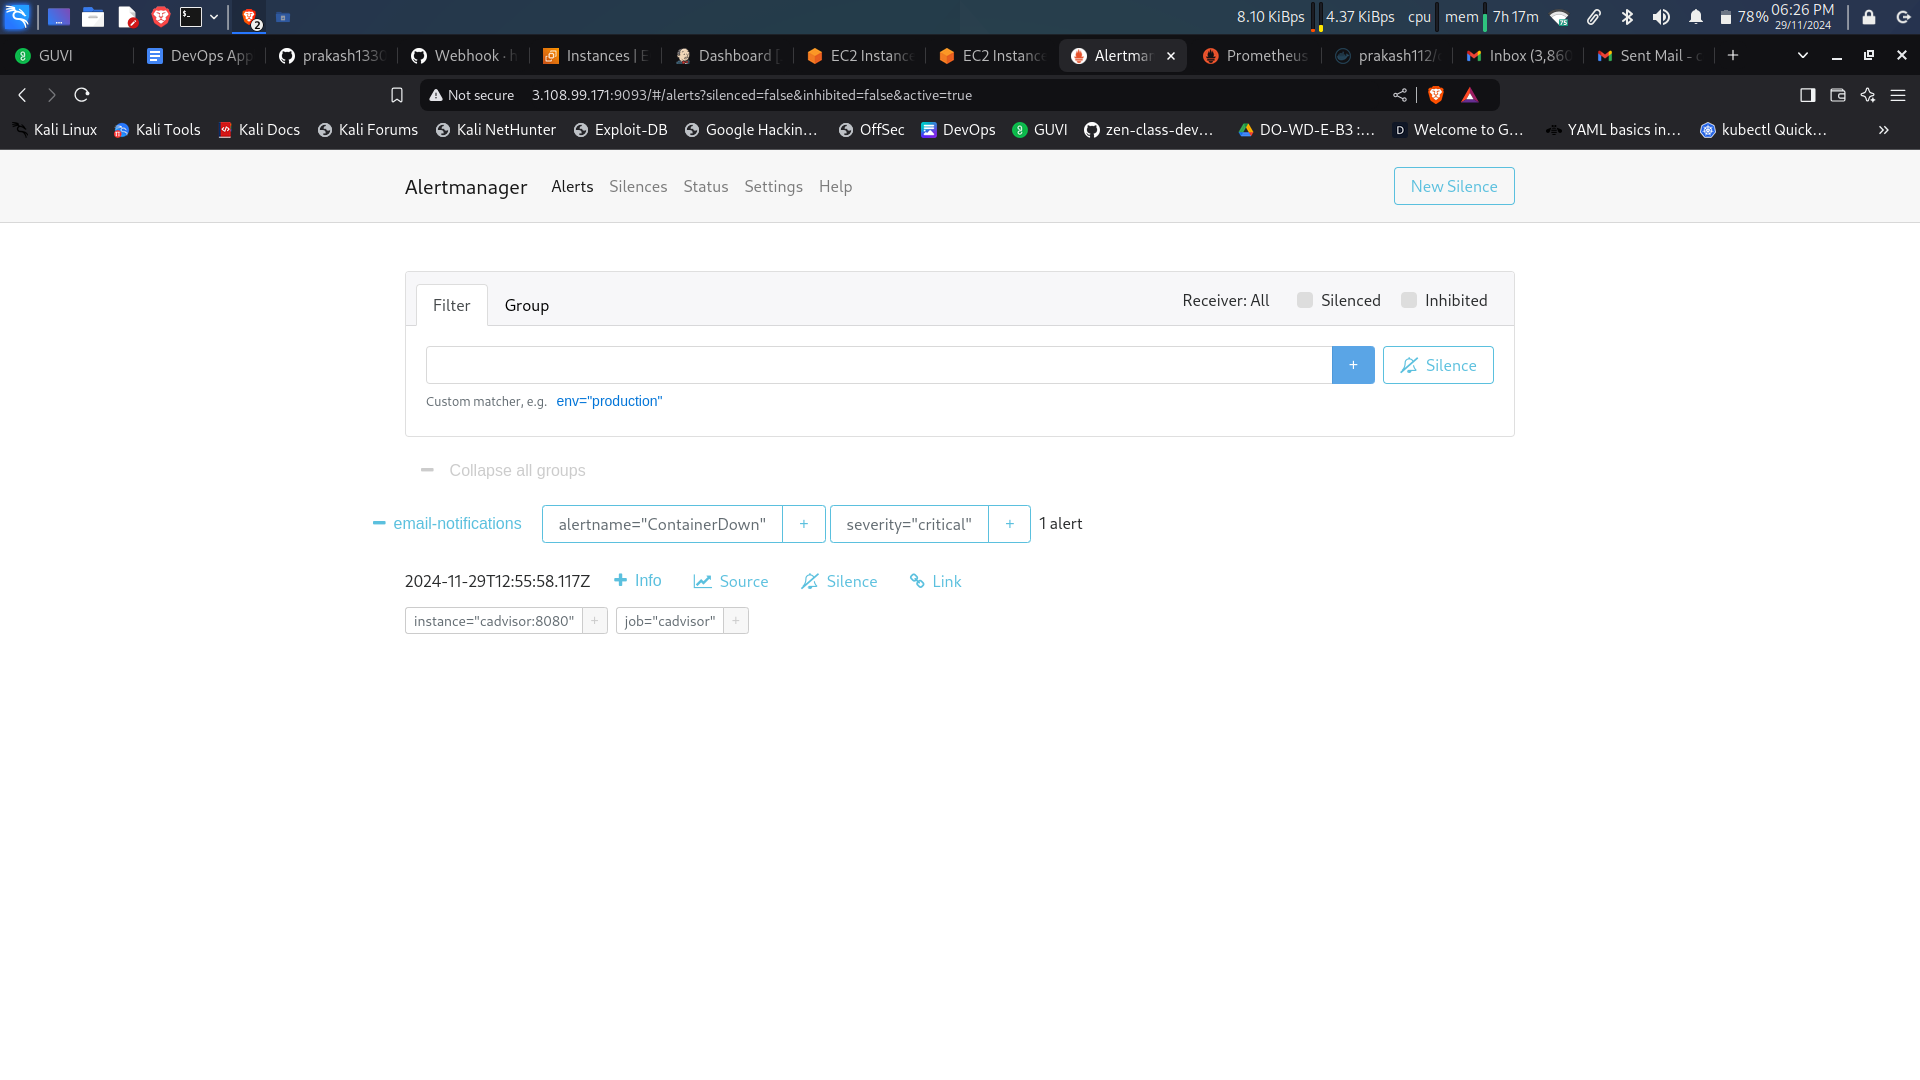 8.10 KiBps 4.37 KiBps cpu mem 7h 17m 78% 06:26 PM
29/11/2024
2
GUVI DevOps App prakash1330 Webhook · h Instances | E Dashboard [ EC2 Instance EC2 Instance Alertmar Prometheus prakash112/ Inbox (3,860 Sent Mail - c
Not secure 3.108.99.171:9093/#/alerts?silenced=false&inhibited=false&active=true
Kali Linux Kali Tools Kali Docs Kali Forums Kali NetHunter Exploit-DB Google Hackin... OffSec DevOps GUVI zen-class-dev... DO-WD-E-B3 :... Welcome to G... YAML basics in... kubectl Quick... »
Alertmanager Alerts Silences Status Settings Help New Silence
Filter Group Receiver: All Silenced Inhibited
+ Silence
Custom matcher, e.g. env="production"
Collapse all groups
email-notifications alertname="ContainerDown" + severity="critical" + 1 alert
2024-11-29T12:55:58.117Z Info Source Silence Link
instance="cadvisor:8080" + job="cadvisor" +